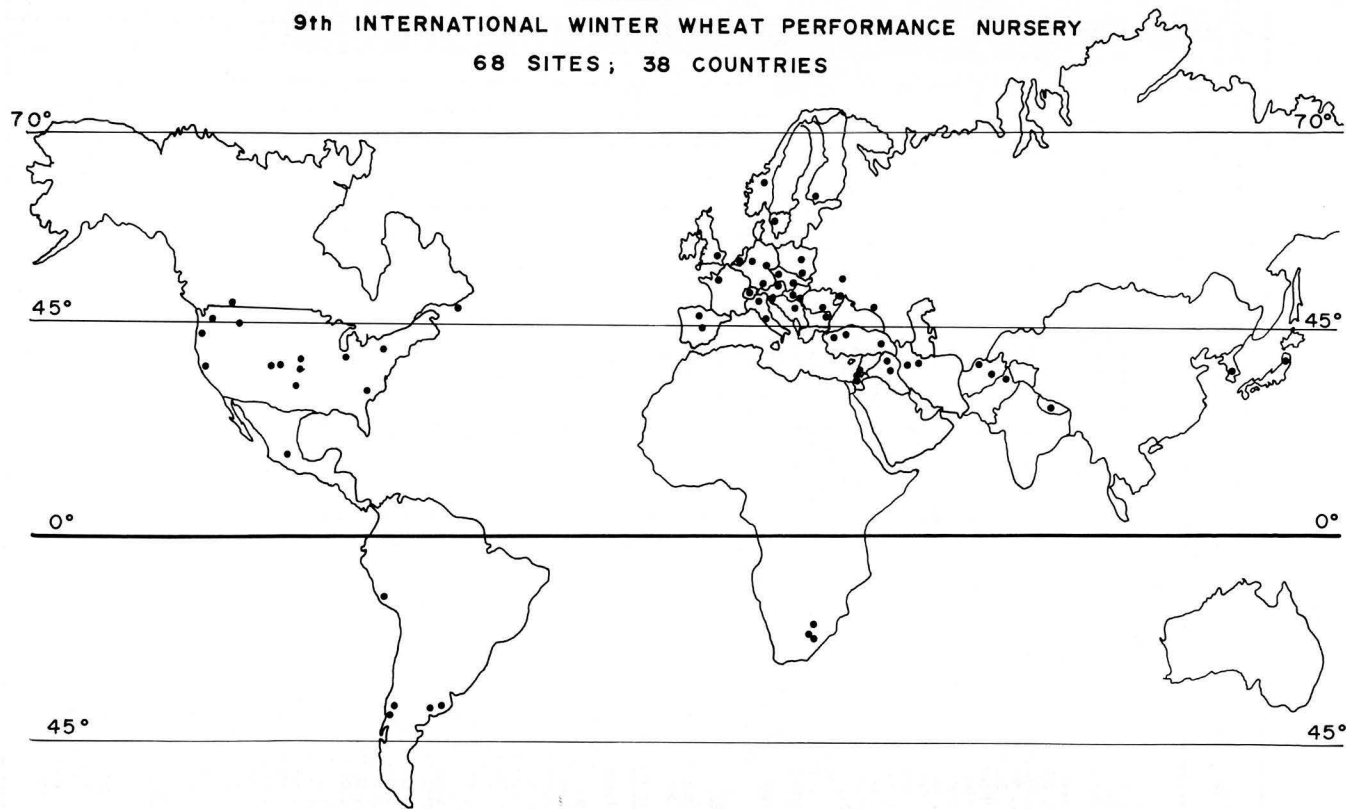 9th INTERNATIONAL WINTER WHEAT PERFORMANCE NURSERY
68 SITES; 38 COUNTRIES
70° 70°
45° 45°
0° 0°
45° 45°